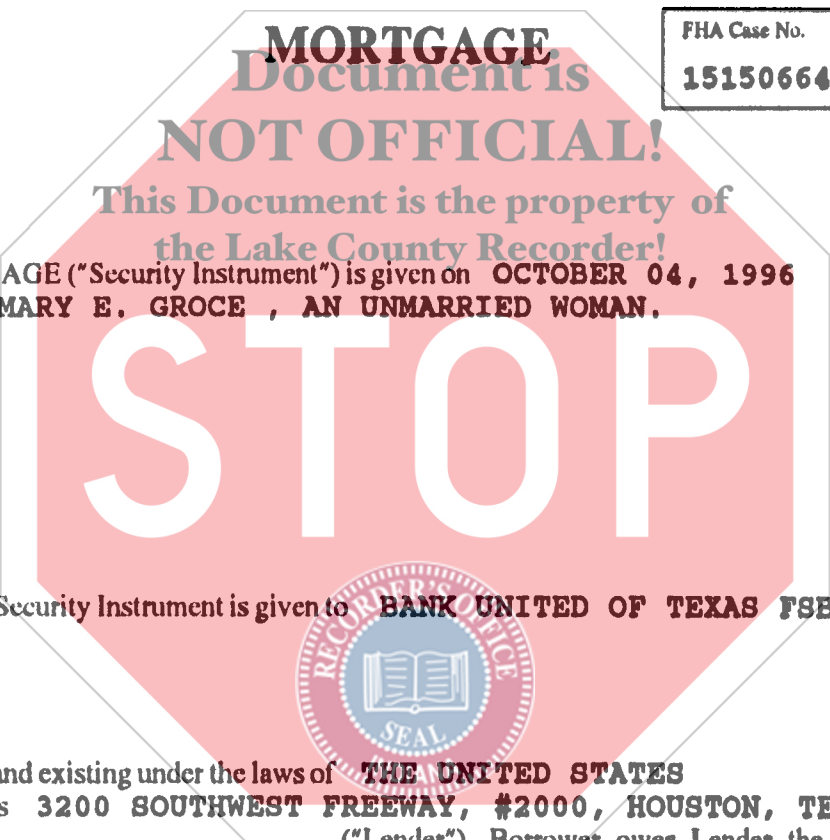 MORTGAGE
FHA Case No.
15150664
Document is
NOT OFFICIAL!
This Document is the property of
the Lake County Recorder!
AGE ("Security Instrument") is given on OCTOBER 04, 1996
MARY E. GROCE , AN UNMARRIED WOMAN.
STOP
Security Instrument is given to BANK UNITED OF TEXAS FSB
RECORDER'S OFFICE
SEAL
INDIANA
and existing under the laws of THE UNITED STATES
s 3200 SOUTHWEST FREEWAY, #2000, HOUSTON, TE
("Lender"). Borrower owes Lender the